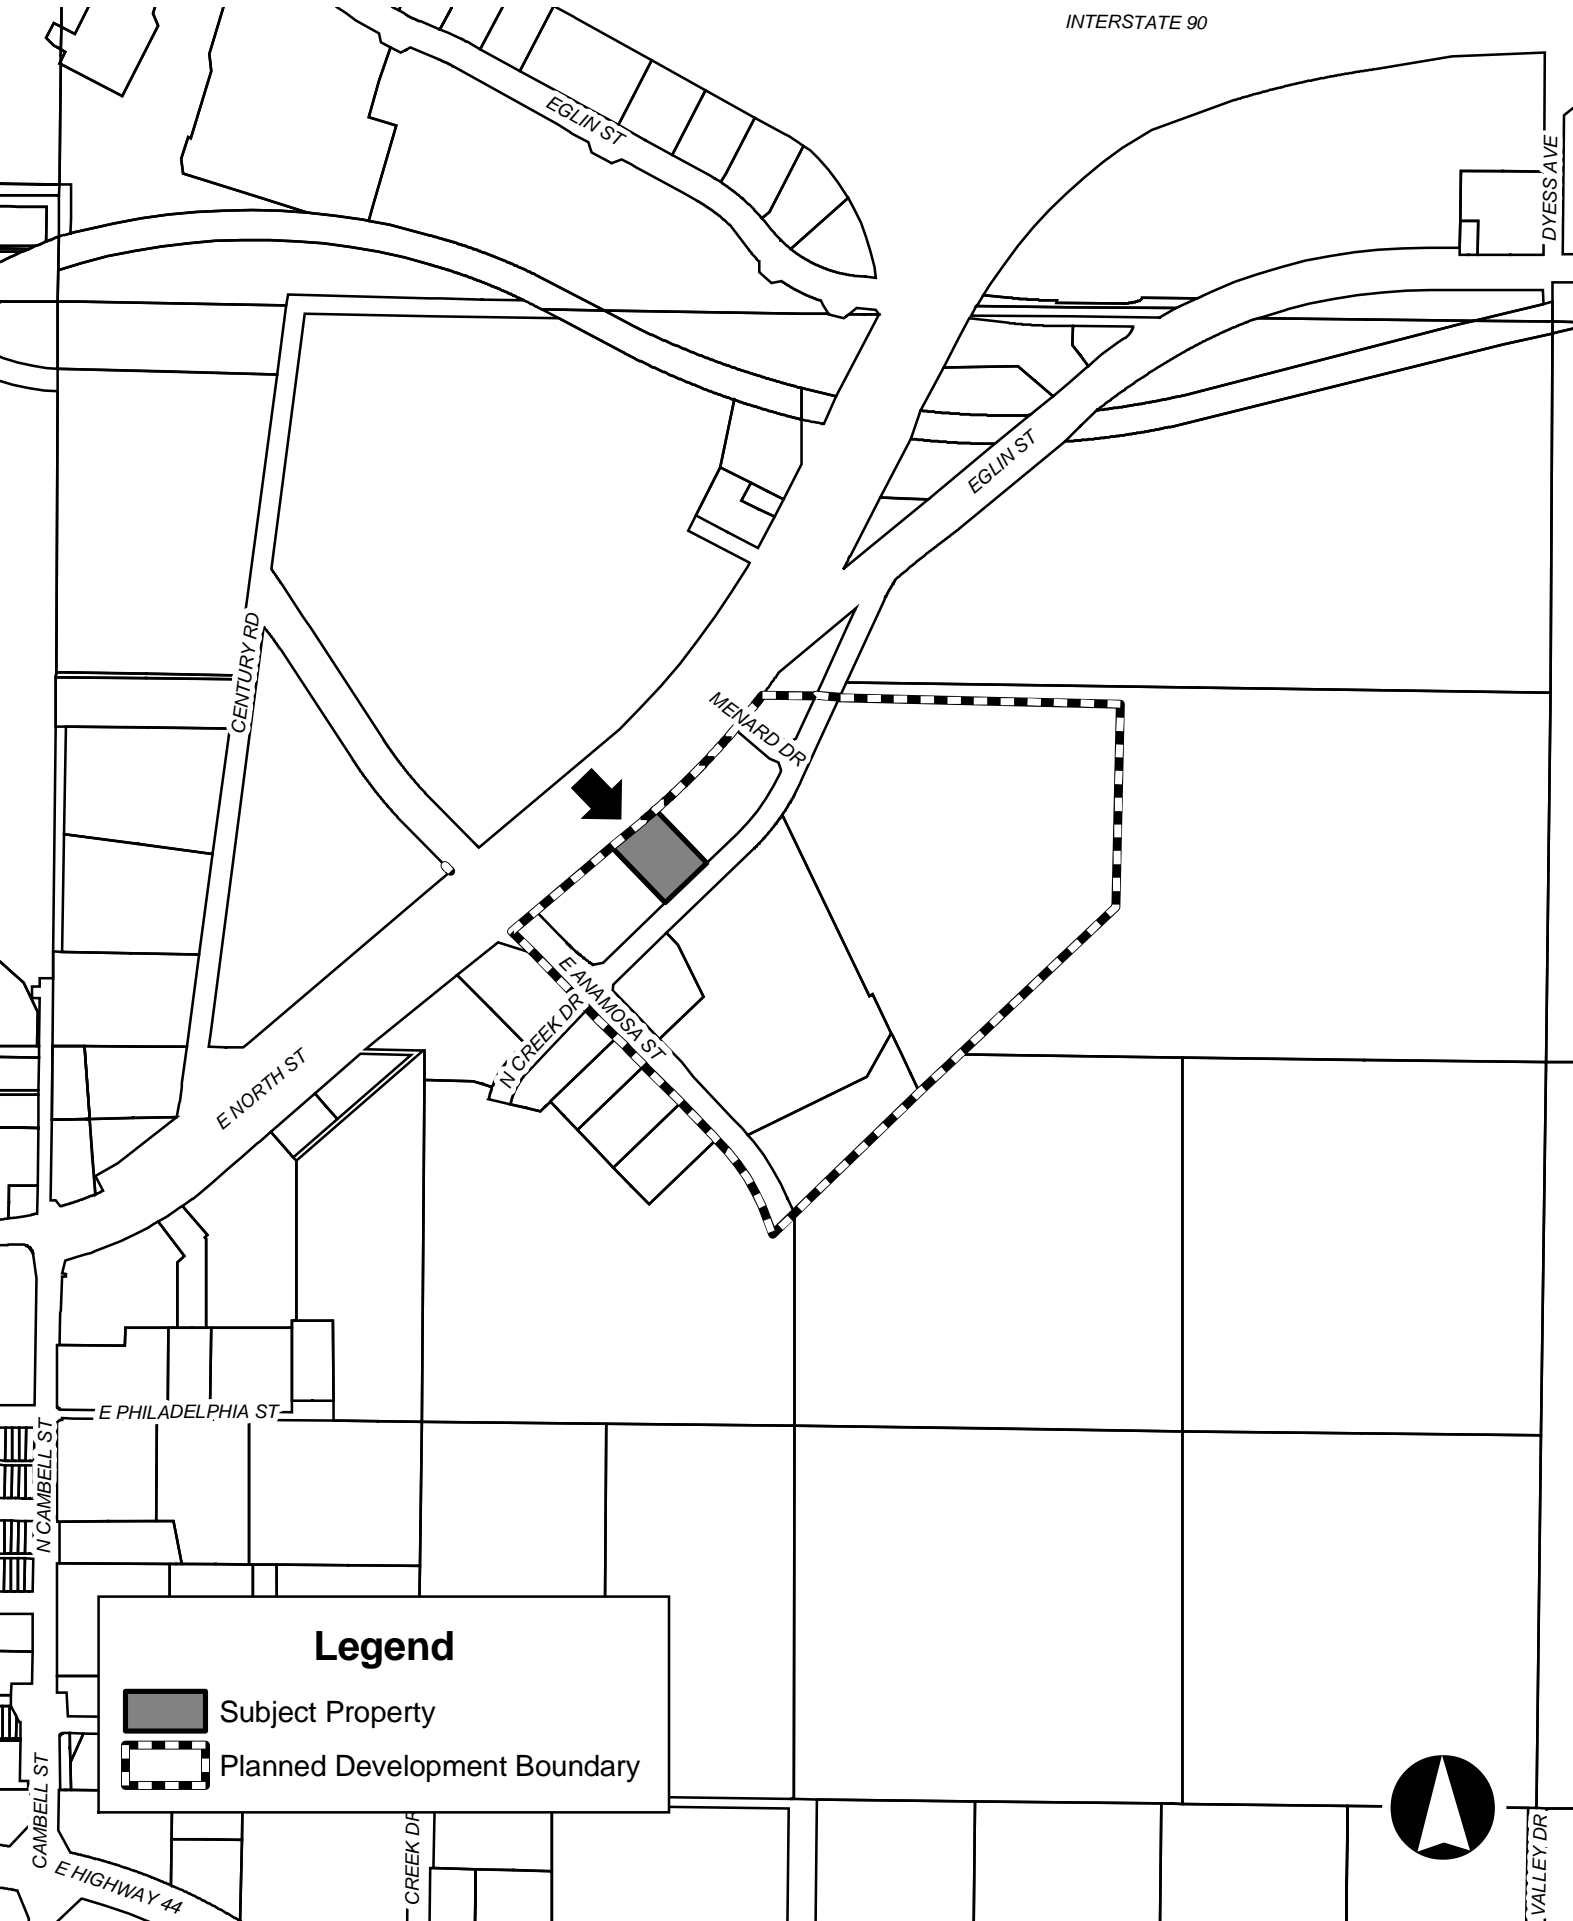 INTERSTATE 90
EGLIN ST
DYESS AVE
EGLIN ST
CENTURY RD
MENARD DR
E ANAMOSA ST
N CREEK DR
E NORTH ST
E PHILADELPHIA ST
N CAMBELL ST
Legend
Subject Property
Planned Development Boundary
CAMBELL ST
E HIGHWAY 44
CREEK DR
VALLEY DR